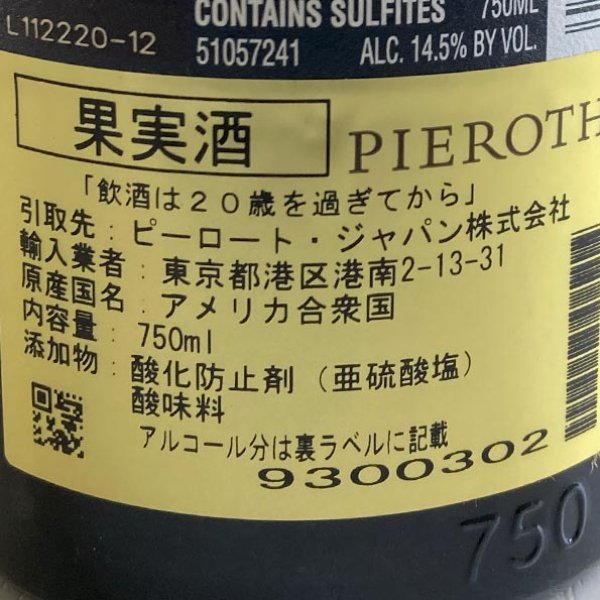 CONTAINS SULFITES 750ML
L112220-12 51057241 ALC. 14.5% BY VOL.
果実酒 PIEROTH
「飲酒は20歳を過ぎてから」
引取先：ピーロート・ジャパン株式会社
輸入業者：東京都港区港南2-13-31
原産国名：アメリカ合衆国
内容量：750ml
添加物：酸化防止剤（亜硫酸塩）
酸味料
アルコール分は裏ラベルに記載
9300302
750